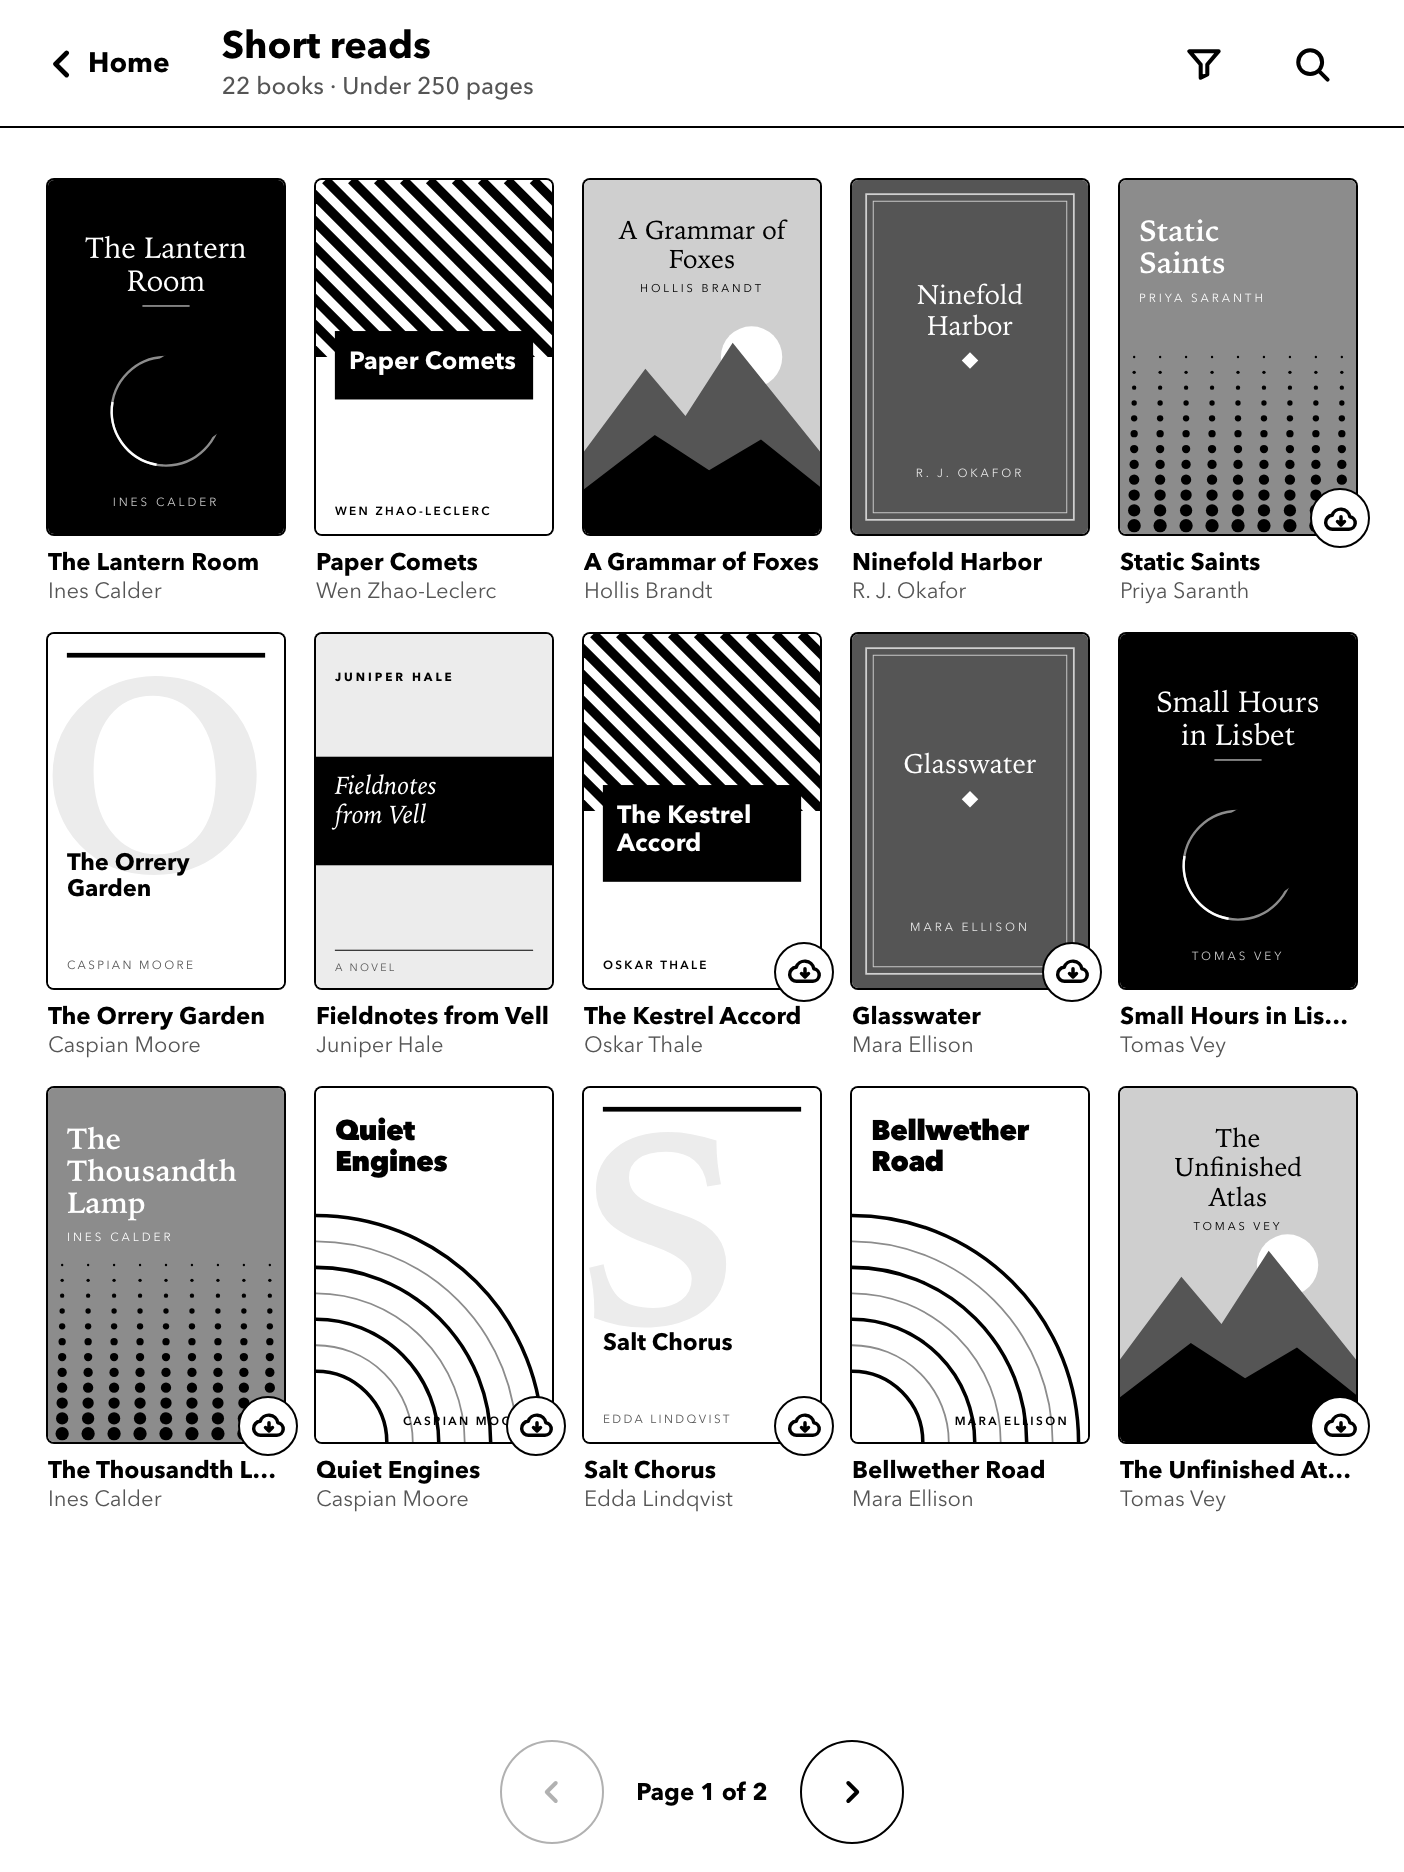 Home
Short reads
22 books · Under 250 pages
The Lantern
Room
INES CALDER
Paper Comets
WEN ZHAO-LECLERC
A Grammar of
Foxes
HOLLIS BRANDT
Ninefold
Harbor
R. J. OKAFOR
Static
Saints
PRIYA SARANTH
The Lantern Room
Ines Calder
Paper Comets
Wen Zhao-Leclerc
A Grammar of Foxes
Hollis Brandt
Ninefold Harbor
R. J. Okafor
Static Saints
Priya Saranth
O
The Orrery
Garden
CASPIAN MOORE
JUNIPER HALE
Fieldnotes
from Vell
A NOVEL
The Kestrel
Accord
OSKAR THALE
Glasswater
MARA ELLISON
Small Hours
in Lisbet
TOMAS VEY
The Orrery Garden
Caspian Moore
Fieldnotes from Vell
Juniper Hale
The Kestrel Accord
Oskar Thale
Glasswater
Mara Ellison
Small Hours in Lis...
Tomas Vey
The
Thousandth
Lamp
INES CALDER
Quiet
Engines
CASPIAN
S
Salt Chorus
EDDA LINDQVIST
Bellwether
Road
MARA ELLISON
The
Unfinished
Atlas
TOMAS VEY
The Thousandth L...
Ines Calder
Quiet Engines
Caspian Moore
Salt Chorus
Edda Lindqvist
Bellwether Road
Mara Ellison
The Unfinished At...
Tomas Vey
Page 1 of 2